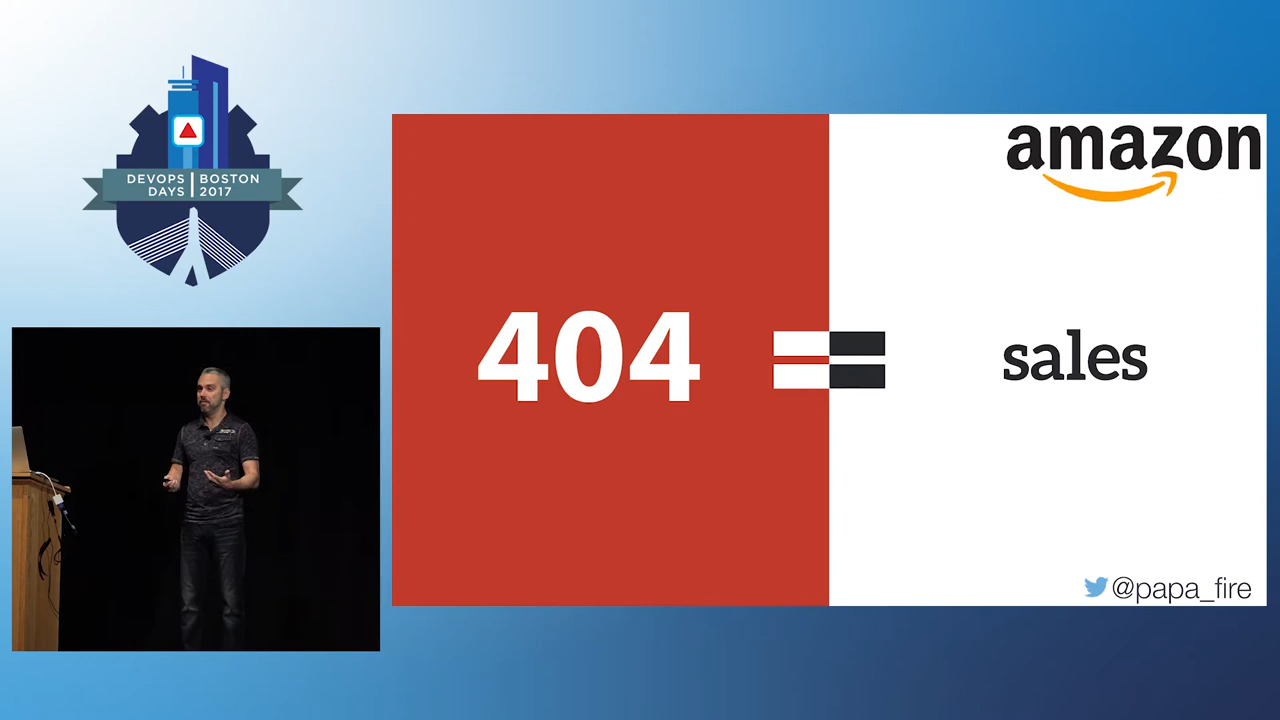 DEVOPS BOSTON
DAYS 2017
amazon
404 = sales
@papa_fire